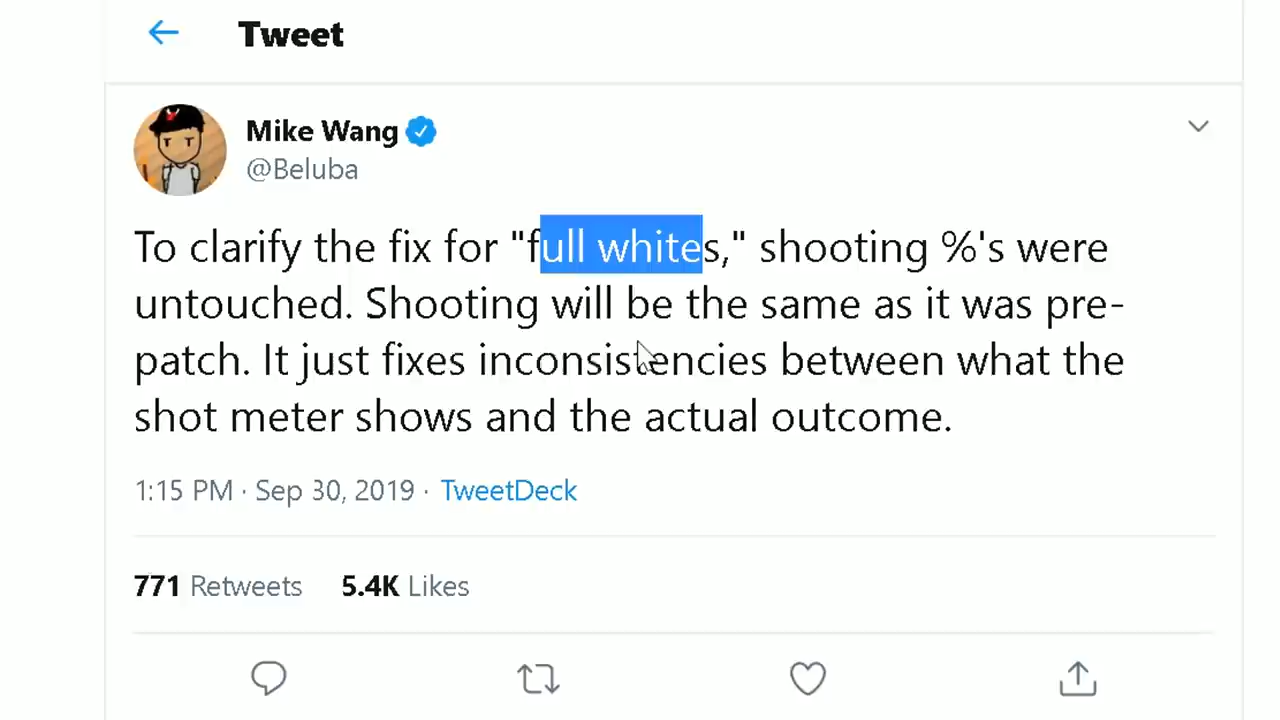 Tweet
Mike Wang
@Beluba
To clarify the fix for "full whites," shooting %'s were
untouched. Shooting will be the same as it was pre-
patch. It just fixes inconsistencies between what the
shot meter shows and the actual outcome.
1:15 PM · Sep 30, 2019 · TweetDeck
771 Retweets 5.4K Likes